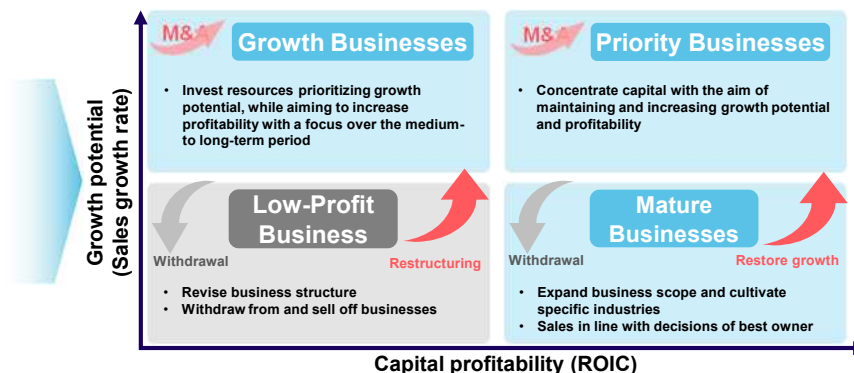 M&A
Growth Businesses
• Invest resources prioritizing growth
potential, while aiming to increase
profitability with a focus over the medium-
to long-term period
M&A
Priority Businesses
• Concentrate capital with the aim of
maintaining and increasing growth potential
and profitability
Growth potential
(Sales growth rate)
Low-Profit
Business
Withdrawal
Restructuring
• Revise business structure
• Withdraw from and sell off businesses
Mature
Businesses
Withdrawal
Restore growth
• Expand business scope and cultivate
specific industries
• Sales in line with decisions of best owner
Capital profitability (ROIC)